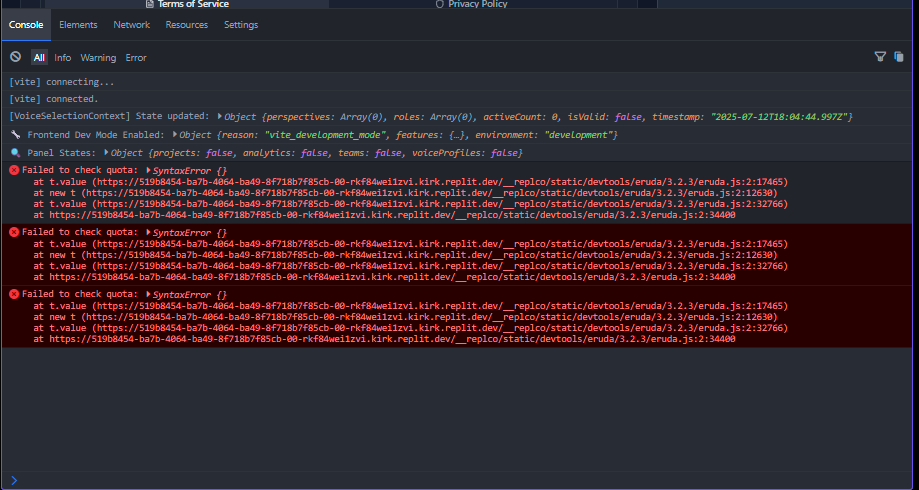 Terms of Service Privacy Policy
Console Elements Network Resources Settings
All Info Warning Error
[vite] connecting...
[vite] connected.
[VoiceSelectionContext] State updated: Object {perspectives: Array(0), roles: Array(0), activeCount: 0, isValid: false, timestamp: "2025-07-12T18:04:44.997Z"}
Frontend Dev Mode Enabled: Object {reason: "vite_development_mode", features: {…}, environment: "development"}
Panel States: Object {projects: false, analytics: false, teams: false, voiceProfiles: false}
Failed to check quota: SyntaxError {}
at t.value (https://519b8454-ba7b-4064-ba49-8f718b7f85cb-00-rkf84wei1zvi.kirk.replit.dev/__replco/static/devtools/eruda/3.2.3/eruda.js:2:17465)
at new t (https://519b8454-ba7b-4064-ba49-8f718b7f85cb-00-rkf84wei1zvi.kirk.replit.dev/__replco/static/devtools/eruda/3.2.3/eruda.js:2:12630)
at t.value (https://519b8454-ba7b-4064-ba49-8f718b7f85cb-00-rkf84wei1zvi.kirk.replit.dev/__replco/static/devtools/eruda/3.2.3/eruda.js:2:32766)
at https://519b8454-ba7b-4064-ba49-8f718b7f85cb-00-rkf84wei1zvi.kirk.replit.dev/__replco/static/devtools/eruda/3.2.3/eruda.js:2:34400
Failed to check quota: SyntaxError {}
at t.value (https://519b8454-ba7b-4064-ba49-8f718b7f85cb-00-rkf84wei1zvi.kirk.replit.dev/__replco/static/devtools/eruda/3.2.3/eruda.js:2:17465)
at new t (https://519b8454-ba7b-4064-ba49-8f718b7f85cb-00-rkf84wei1zvi.kirk.replit.dev/__replco/static/devtools/eruda/3.2.3/eruda.js:2:12630)
at t.value (https://519b8454-ba7b-4064-ba49-8f718b7f85cb-00-rkf84wei1zvi.kirk.replit.dev/__replco/static/devtools/eruda/3.2.3/eruda.js:2:32766)
at https://519b8454-ba7b-4064-ba49-8f718b7f85cb-00-rkf84wei1zvi.kirk.replit.dev/__replco/static/devtools/eruda/3.2.3/eruda.js:2:34400
Failed to check quota: SyntaxError {}
at t.value (https://519b8454-ba7b-4064-ba49-8f718b7f85cb-00-rkf84wei1zvi.kirk.replit.dev/__replco/static/devtools/eruda/3.2.3/eruda.js:2:17465)
at new t (https://519b8454-ba7b-4064-ba49-8f718b7f85cb-00-rkf84wei1zvi.kirk.replit.dev/__replco/static/devtools/eruda/3.2.3/eruda.js:2:12630)
at t.value (https://519b8454-ba7b-4064-ba49-8f718b7f85cb-00-rkf84wei1zvi.kirk.replit.dev/__replco/static/devtools/eruda/3.2.3/eruda.js:2:32766)
at https://519b8454-ba7b-4064-ba49-8f718b7f85cb-00-rkf84wei1zvi.kirk.replit.dev/__replco/static/devtools/eruda/3.2.3/eruda.js:2:34400